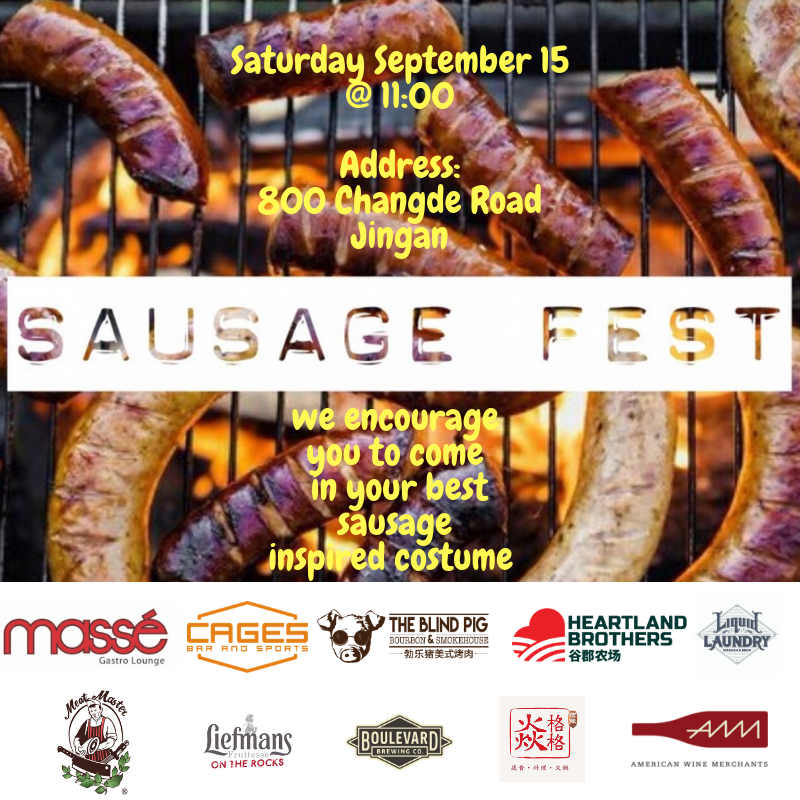 Saturday September 15
@ 11:00
Address:
800 Changde Road
Jingan
SAUSAGE FEST
we encourage
you to come
in your best
sausage
inspired costume
massé
Gastro Lounge
CAGES
BAR AND SPORTS
THE BLIND PIG
BOURBON & SMOKEHOUSE
勃乐猪美式烤肉
HEARTLAND
BROTHERS
谷郡农场
Liquid
LAUNDRY
Meat Master
®
Liefmans
Fruitesse
ON THE ROCKS
BOULEVARD
BREWING CO.
格格
AMERICAN WINE MERCHANTS